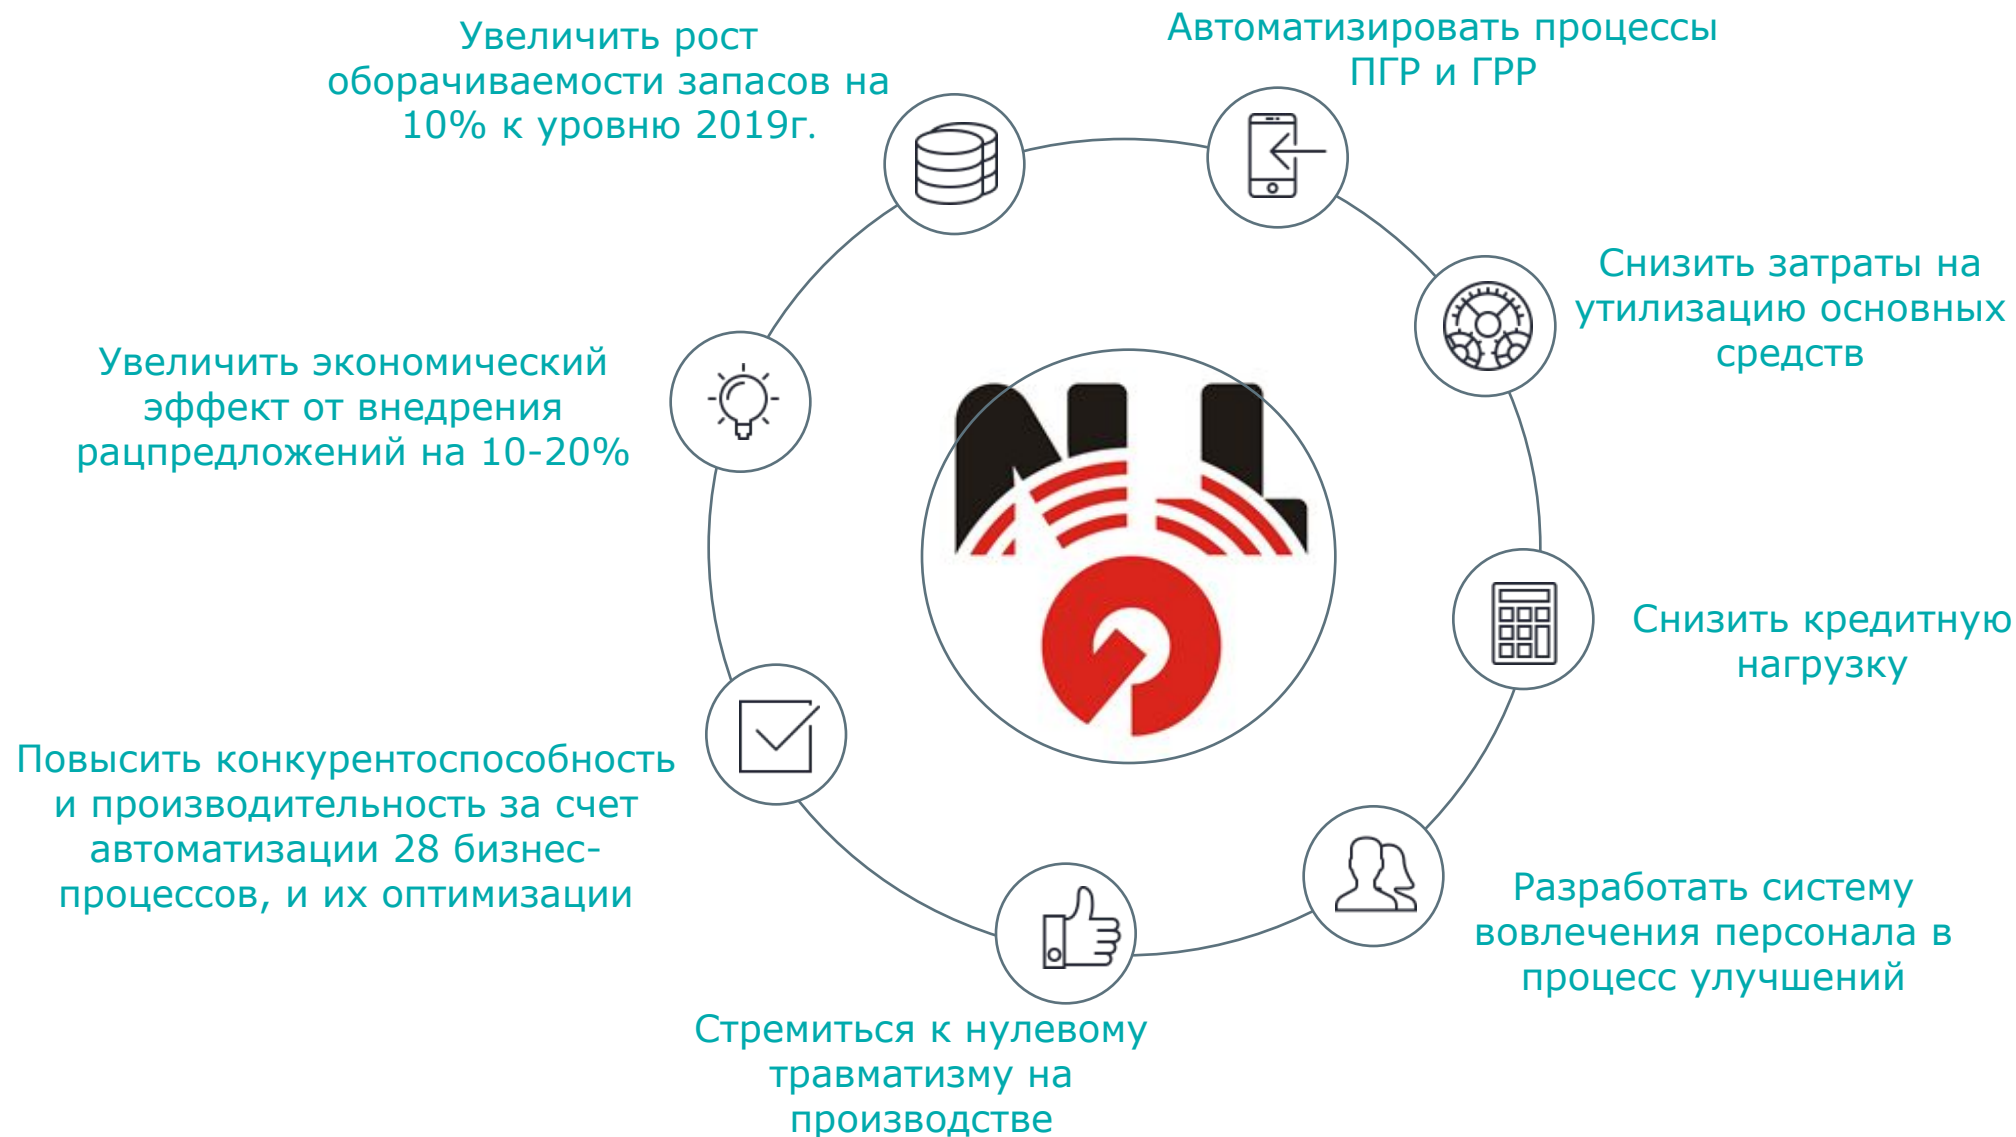 Увеличить рост
оборачиваемости запасов на
10% к уровню 2019г.
Автоматизировать процессы
ПГР и ГРР
Снизить затраты на
утилизацию основных
средств
Снизить кредитную
нагрузку
Разработать систему
вовлечения персонала в
процесс улучшений
Стремиться к нулевому
травматизму на
производстве
Повысить конкурентоспособность
и производительность за счет
автоматизации 28 бизнес-
процессов, и их оптимизации
Увеличить экономический
эффект от внедрения
рацпредложений на 10-20%